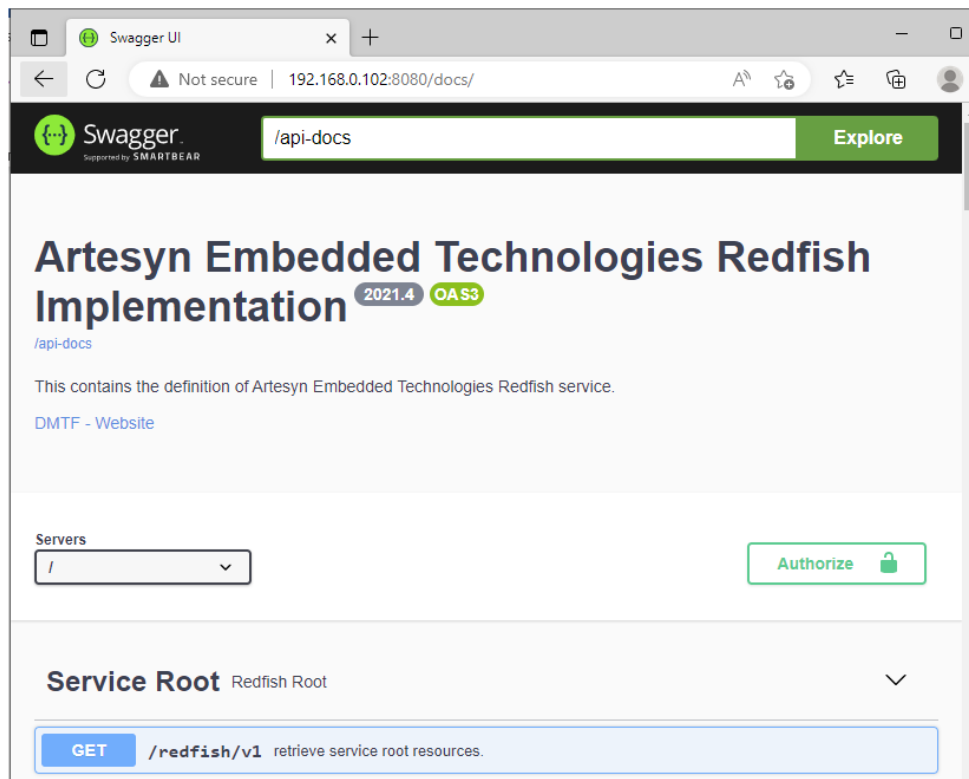 Swagger UI
Not secure 192.168.0.102:8080/docs/
Swagger.
Supported by SMARTBEAR
/api-docs
Explore
Artesyn Embedded Technologies Redfish
Implementation 2021.4 OAS3
/api-docs
This contains the definition of Artesyn Embedded Technologies Redfish service.
DMTF - Website
Servers
/
Authorize
Service Root Redfish Root
GET /redfish/v1 retrieve service root resources.